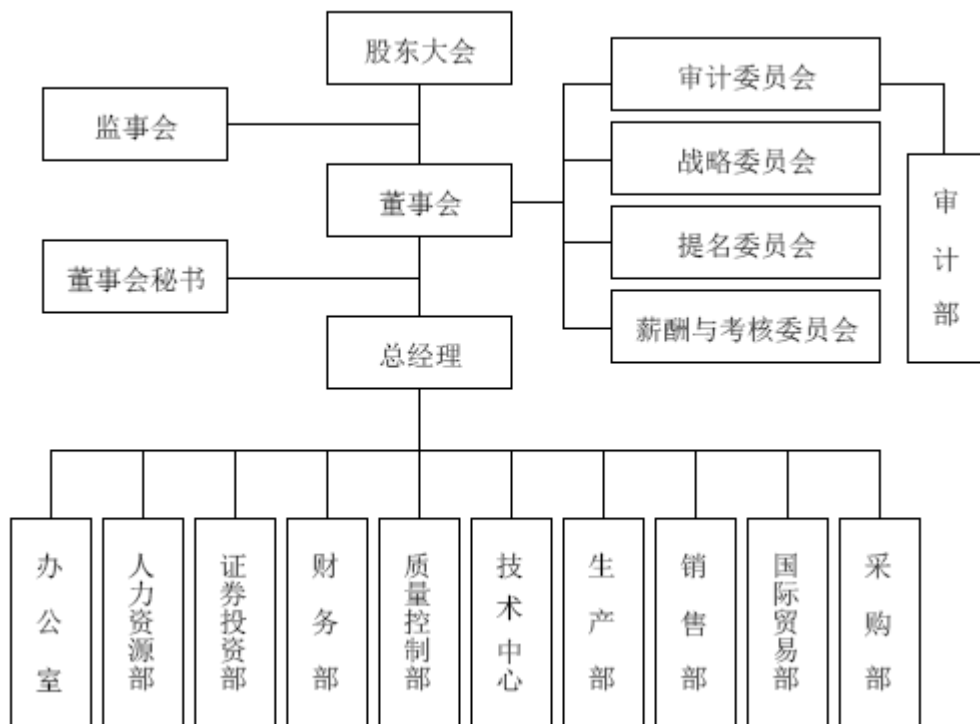 股东大会
审计委员会
监事会
战略委员会
董事会
审计部
提名委员会
董事会秘书
薪酬与考核委员会
总经理
办公室
人力资源部
证券投资部
财务部
质量控制部
技术中心
生产部
销售部
国际贸易部
采购部